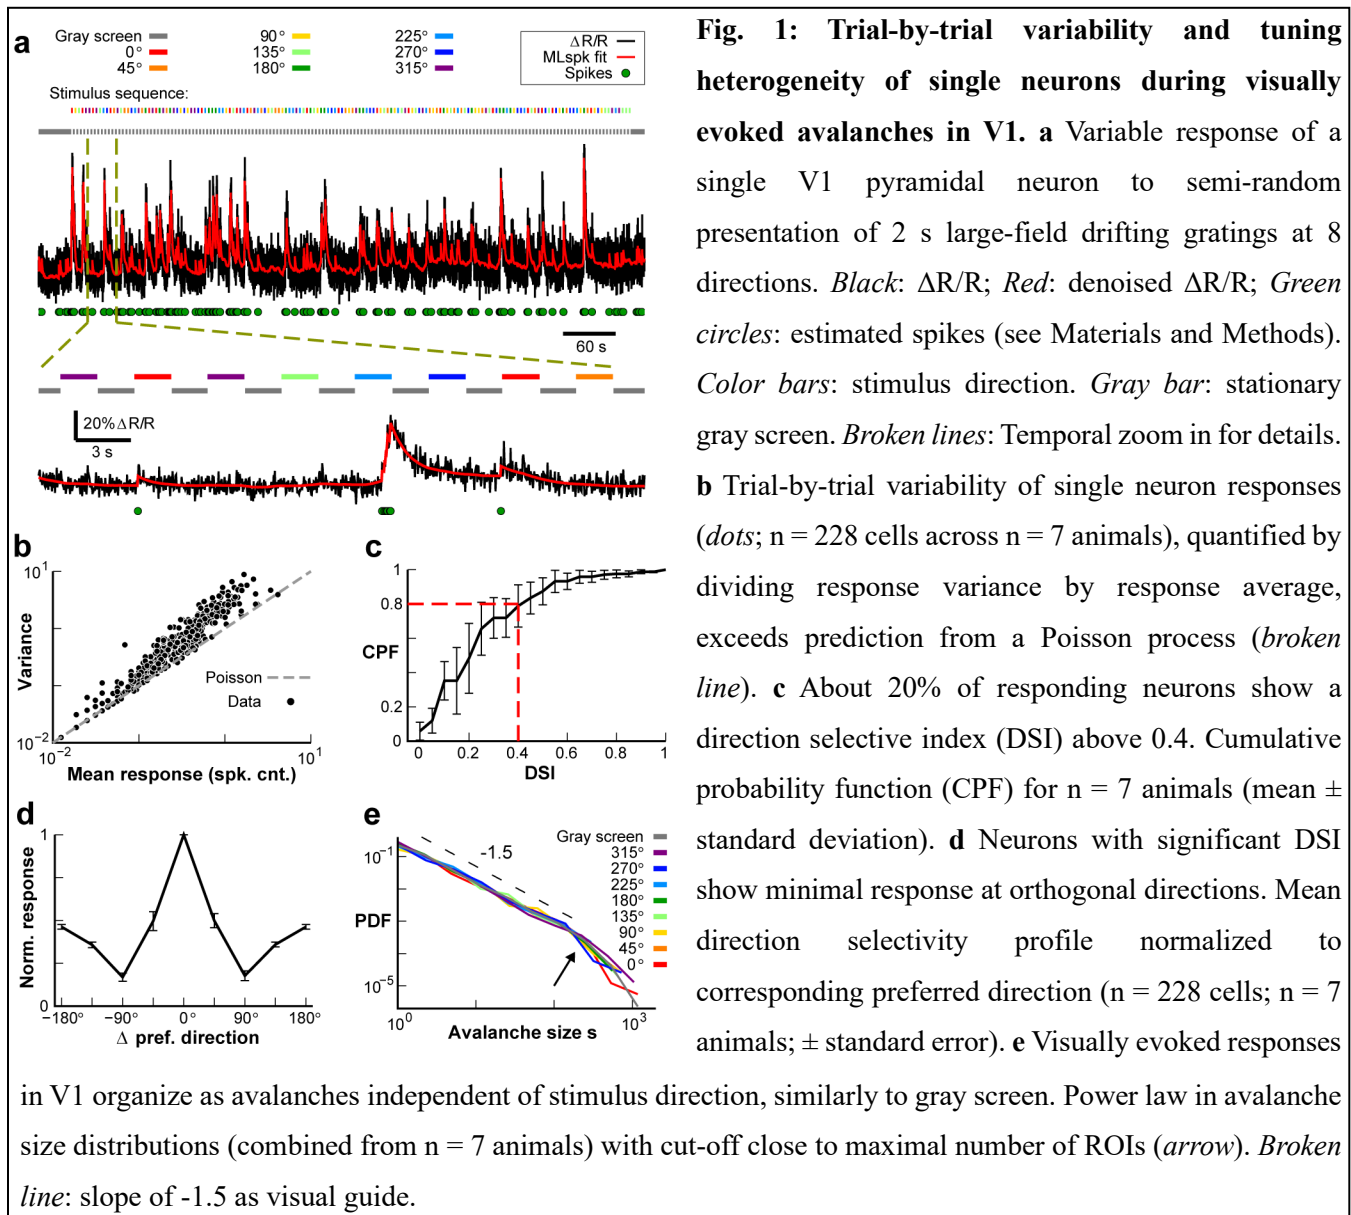 a
Gray screen
0°
45°
90°
135°
180°
225°
270°
315°
ΔR/R
MLspk fit
Spikes
Stimulus sequence:
60 s
20% ΔR/R
3 s
b
10¹
Variance
10⁻²
Poisson
Data
10⁻²
10¹
Mean response (spk. cnt.)
c
1
0.8
CPF
0.2
0
0
0.2
0.4
0.6
0.8
1
DSI
d
1
Norm. response
0
−180°
−90°
0°
90°
180°
Δ pref. direction
e
10⁻¹
PDF
10⁻⁵
-1.5
Gray screen
315°
270°
225°
180°
135°
90°
45°
0°
10⁰
10³
Avalanche size s
Fig. 1: Trial-by-trial variability and tuning
heterogeneity of single neurons during visually
evoked avalanches in V1. a Variable response of a
single V1 pyramidal neuron to semi-random
presentation of 2 s large-field drifting gratings at 8
directions. Black: ΔR/R; Red: denoised ΔR/R; Green
circles: estimated spikes (see Materials and Methods).
Color bars: stimulus direction. Gray bar: stationary
gray screen. Broken lines: Temporal zoom in for details.
b Trial-by-trial variability of single neuron responses
(dots; n = 228 cells across n = 7 animals), quantified by
dividing response variance by response average,
exceeds prediction from a Poisson process (broken
line). c About 20% of responding neurons show a
direction selective index (DSI) above 0.4. Cumulative
probability function (CPF) for n = 7 animals (mean ±
standard deviation). d Neurons with significant DSI
show minimal response at orthogonal directions. Mean
direction selectivity profile normalized to
corresponding preferred direction (n = 228 cells; n = 7
animals; ± standard error). e Visually evoked responses
in V1 organize as avalanches independent of stimulus direction, similarly to gray screen. Power law in avalanche
size distributions (combined from n = 7 animals) with cut-off close to maximal number of ROIs (arrow). Broken
line: slope of -1.5 as visual guide.